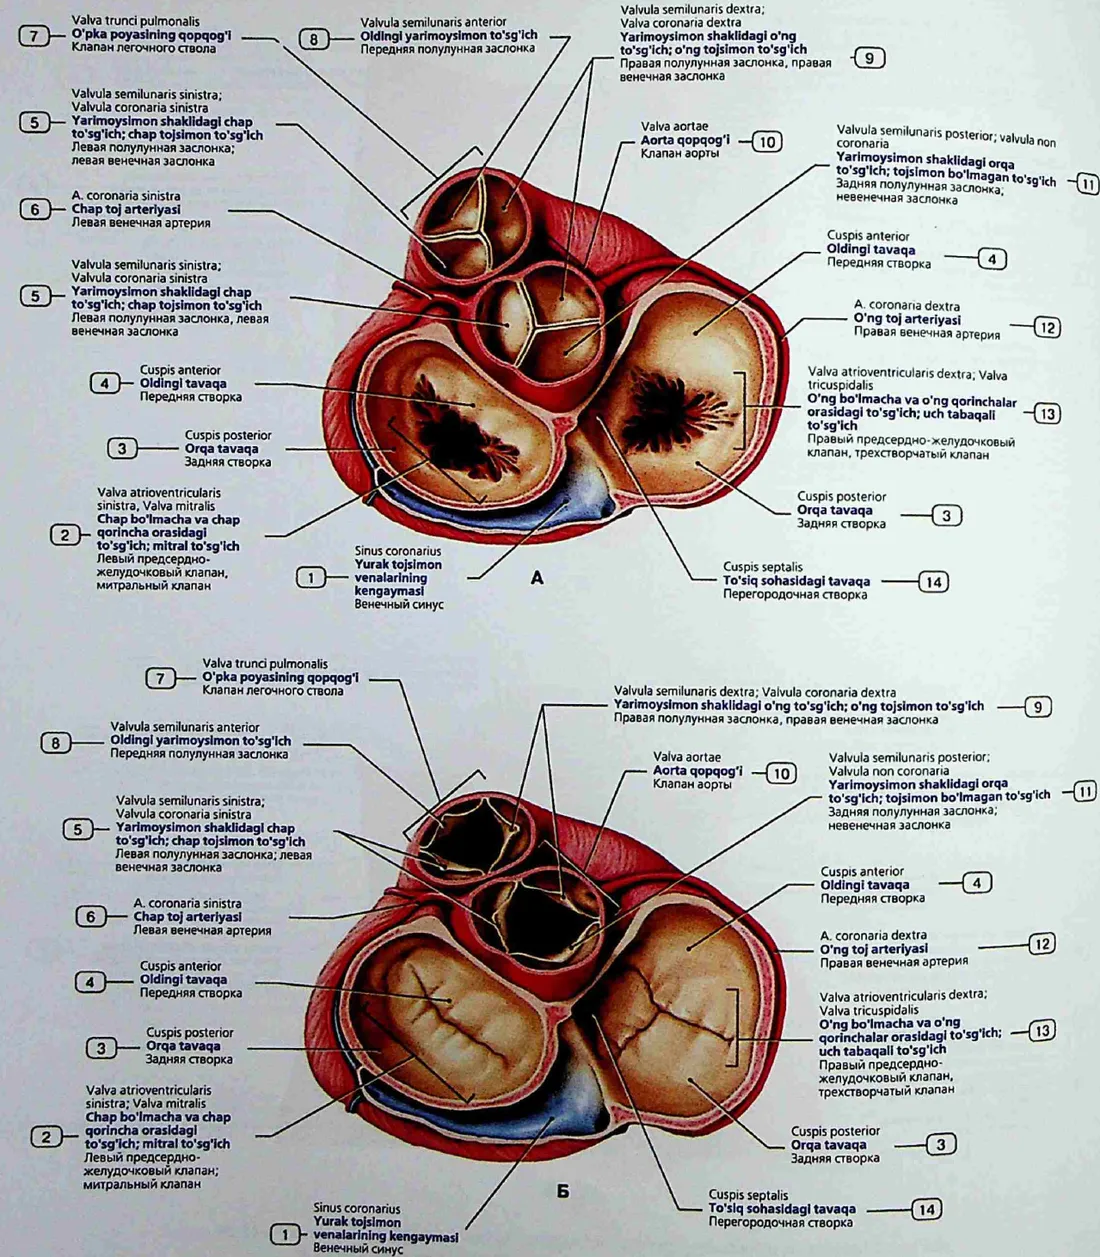 7
Valva trunci pulmonalis
O'pka poyasining qopqog'i
Клапан легочного ствола
8
Valvula semilunaris anterior
Oldingi yarimoysimon to'sg'ich
Передняя полулунная заслонка
Valvula semilunaris dextra;
Valva coronaria dextra
Yarimoysimon shaklidagi o'ng
to'sg'ich; o'ng tojsimon to'sg'ich
Правая полулунная заслонка, правая
венечная заслонка
9
5
Valvula semilunaris sinistra;
Valvula coronaria sinistra
Yarimoysimon shaklidagi chap
to'sg'ich; chap tojsimon to'sg'ich
Левая полулунная заслонка;
левая венечная заслонка
Valva aortae
Aorta qopqog'i
Клапан аорты
10
Valvula semilunaris posterior; valvula non
coronaria
Yarimoysimon shaklidagi orqa
to'sg'ich; tojsimon bo'lmagan to'sg'ich
Задняя полулунная заслонка,
невенечная заслонка
11
6
A. coronaria sinistra
Chap toj arteriyasi
Левая венечная артерия
Cuspis anterior
Oldingi tavaqa
Передняя створка
4
5
Valvula semilunaris sinistra;
Valvula coronaria sinistra
Yarimoysimon shaklidagi chap
to'sg'ich; chap tojsimon to'sg'ich
Левая полулунная заслонка, левая
венечная заслонка
A. coronaria dextra
O'ng toj arteriyasi
Правая венечная артерия
12
4
Cuspis anterior
Oldingi tavaqa
Передняя створка
Valva atrioventricularis dextra; Valva
tricuspidalis
O'ng bo'lmacha va o'ng qorinchalar
orasidagi to'sg'ich; uch tabaqali
to'sg'ich
Правый предсердно-желудочковый
клапан, трехстворчатый клапан
13
3
Cuspis posterior
Orqa tavaqa
Задняя створка
2
Valva atrioventricularis
sinistra, Valva mitralis
Chap bo'lmacha va chap
qorincha orasidagi
to'sg'ich; mitral to'sg'ich
Левый предсердно-
желудочковый клапан,
митральный клапан
Cuspis posterior
Orqa tavaqa
Задняя створка
3
1
Sinus coronarius
Yurak tojsimon
venalarining
kengaymasi
Венечный синус
А
Cuspis septalis
To'siq sohasidagi tavaqa
Перегородочная створка
14
7
Valva trunci pulmonalis
O'pka poyasining qopqog'i
Клапан легочного ствола
Valvula semilunaris dextra; Valvula coronaria dextra
Yarimoysimon shaklidagi o'ng to'sg'ich; o'ng tojsimon to'sg'ich
Правая полулунная заслонка, правая венечная заслонка
9
8
Valvula semilunaris anterior
Oldingi yarimoysimon to'sg'ich
Передняя полулунная заслонка
Valva aortae
Aorta qopqog'i
Клапан аорты
10
Valvula semilunaris posterior;
Valvula non coronaria
Yarimoysimon shaklidagi orqa
to'sg'ich; tojsimon bo'lmagan to'sg'ich
Задняя полулунная заслонка;
невенечная заслонка
11
5
Valvula semilunaris sinistra;
Valvula coronaria sinistra
Yarimoysimon shaklidagi chap
to'sg'ich; chap tojsimon to'sg'ich
Левая полулунная заслонка; левая
венечная заслонка
Cuspis anterior
Oldingi tavaqa
Передняя створка
4
6
A. coronaria sinistra
Chap toj arteriyasi
Левая венечная артерия
A. coronaria dextra
O'ng toj arteriyasi
Правая венечная артерия
12
4
Cuspis anterior
Oldingi tavaqa
Передняя створка
Valva atrioventricularis dextra;
Valva tricuspidalis
O'ng bo'lmacha va o'ng
qorinchalar orasidagi to'sg'ich;
uch tabaqali to'sg'ich
Правый предсердно-
желудочковый клапан,
трехстворчатый клапан
13
3
Cuspis posterior
Orqa tavaqa
Задняя створка
2
Valva atrioventricularis
sinistra; Valva mitralis
Chap bo'lmacha va chap
qorincha orasidagi
to'sg'ich; mitral to'sg'ich
Левый предсердно-
желудочковый клапан;
митральный клапан
Cuspis posterior
Orqa tavaqa
Задняя створка
3
Б
Cuspis septalis
To'siq sohasidagi tavaqa
Перегородочная створка
14
1
Sinus coronarius
Yurak tojsimon
venalarining kengaymasi
Венечный синус